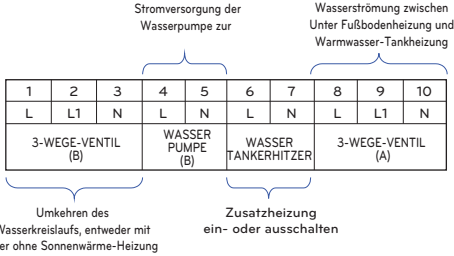 Stromversorgung der
Wasserpumpe zur
Wasserströmung zwischen
Unter Fußbodenheizung und
Warmwasser-Tankheizung
1 2 3 4 5 6 7 8 9 10
L L1 N L N L N L L1 N
3-WEGE-VENTIL
(B)
WASSER
PUMPE
(B)
WASSER
TANKERHITZER
3-WEGE-VENTIL
(A)
Umkehren des
Wasserkreislaufs, entweder mit
er ohne Sonnenwärme-Heizung
Zusatzheizung
ein- oder ausschalten